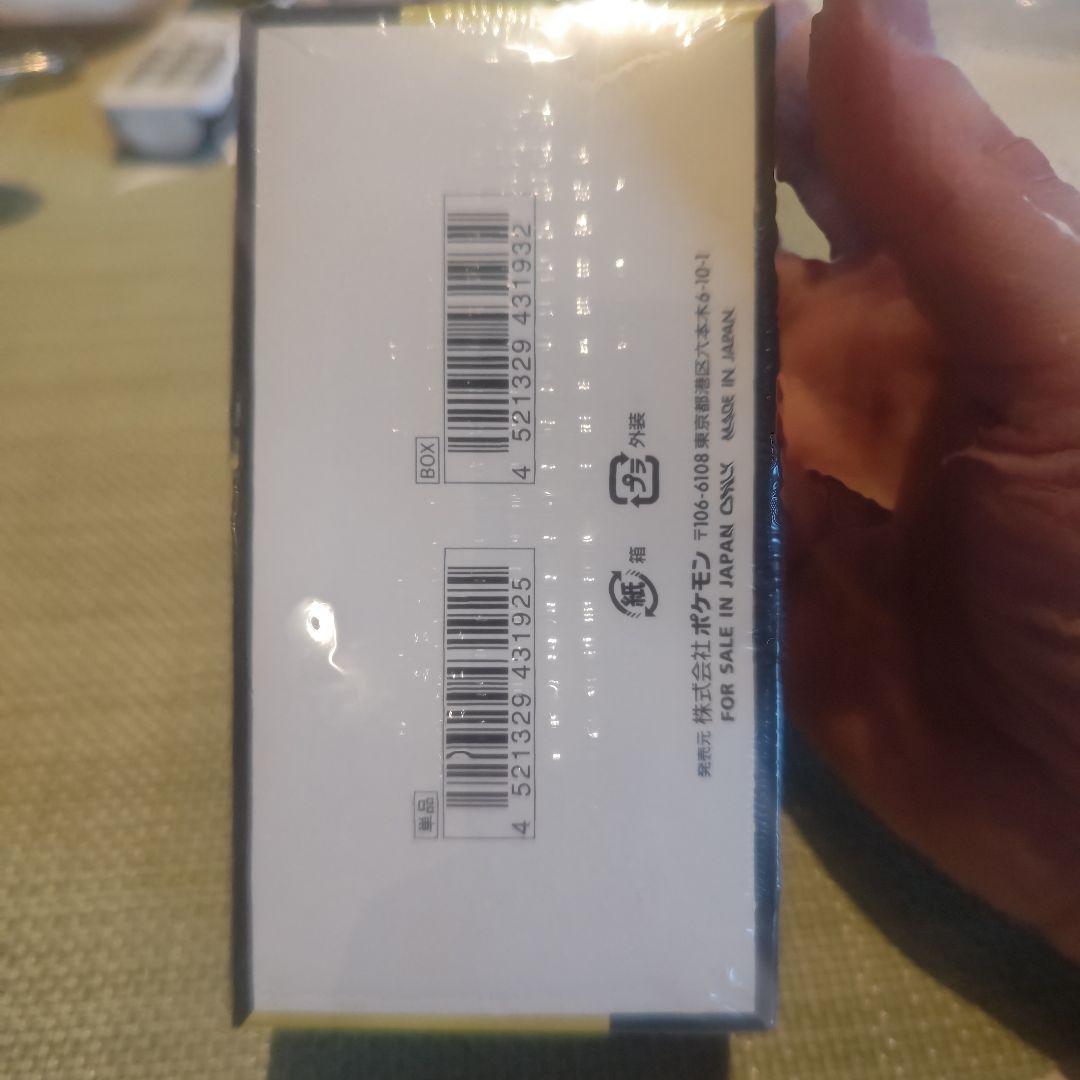 単品
4 521329 431925
BOX
4 521329 431932
紙 箱
プラ 外装
発売元 株式会社ポケモン 〒106-6108 東京都港区六本木6-10-1
FOR SALE IN JAPAN ONLY MADE IN JAPAN